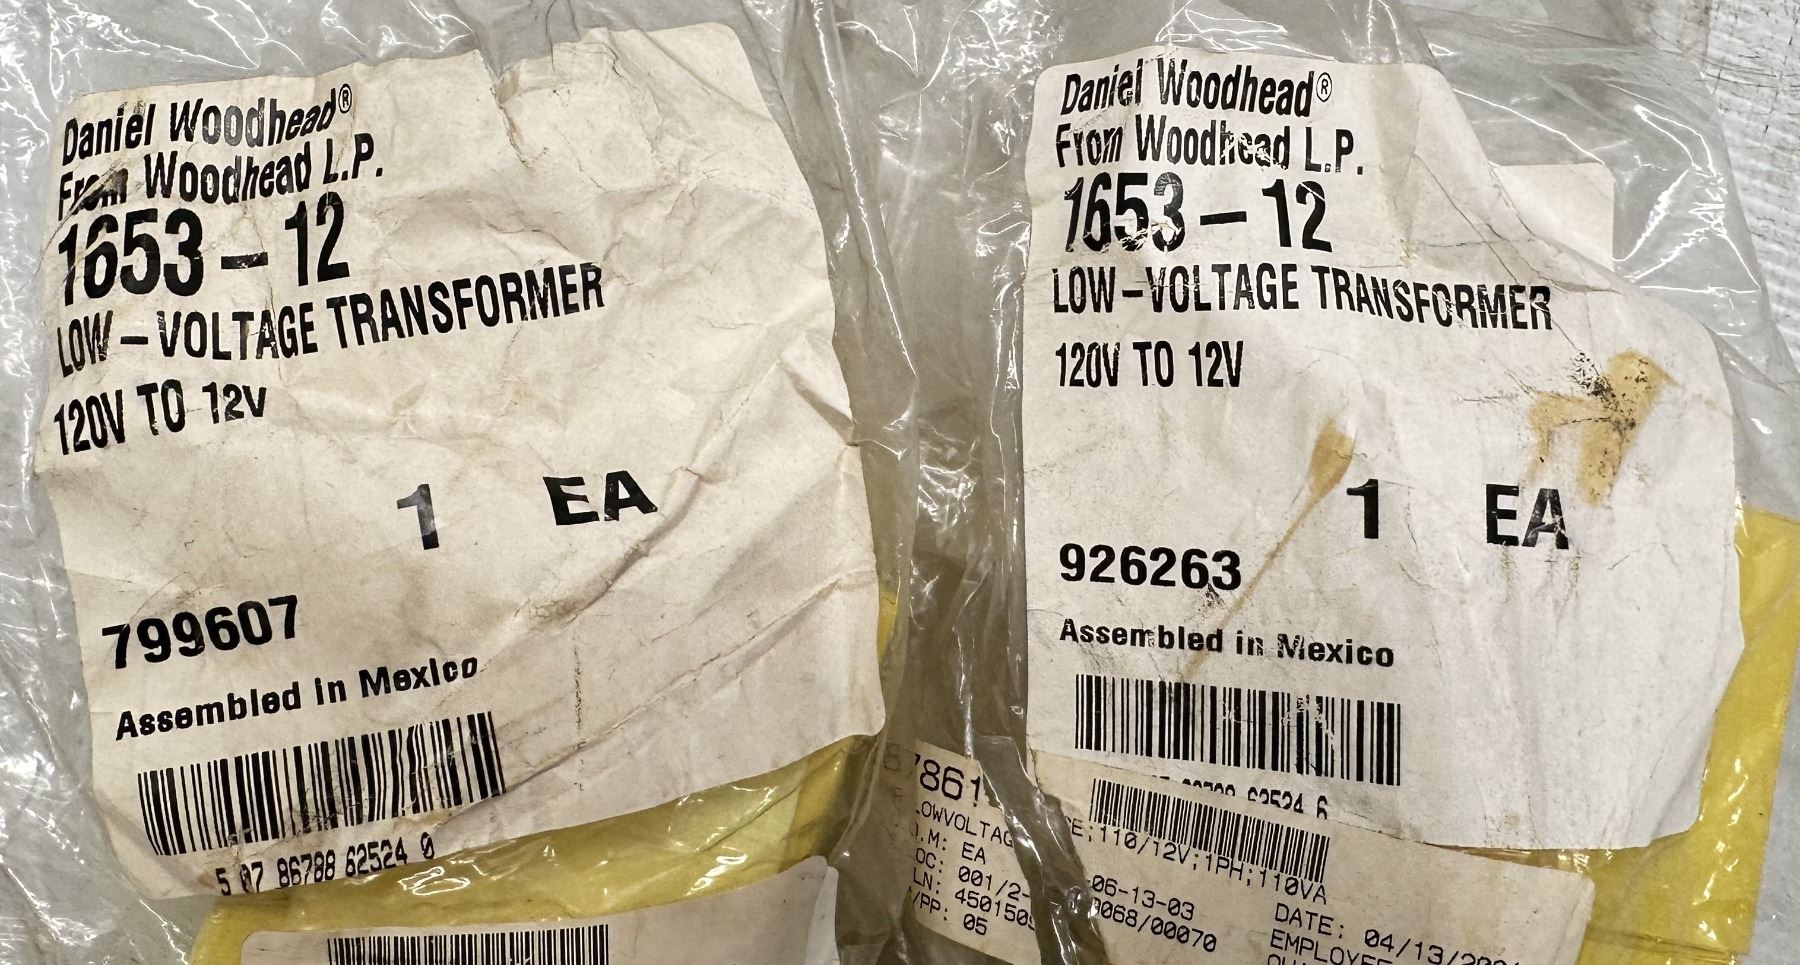 Daniel Woodhead®
From Woodhead L.P.
1653-12
LOW-VOLTAGE TRANSFORMER
120V TO 12V
1 EA
799607
Assembled in Mexico
5 07 86788 62524 0
Daniel Woodhead®
From Woodhead L.P.
1653-12
LOW-VOLTAGE TRANSFORMER
120V TO 12V
1 EA
926263
Assembled in Mexico
62524 6
;110/12V;1PH;110VA
EA
001/2- 06-13-03
/00070
05
DATE: 04/13/